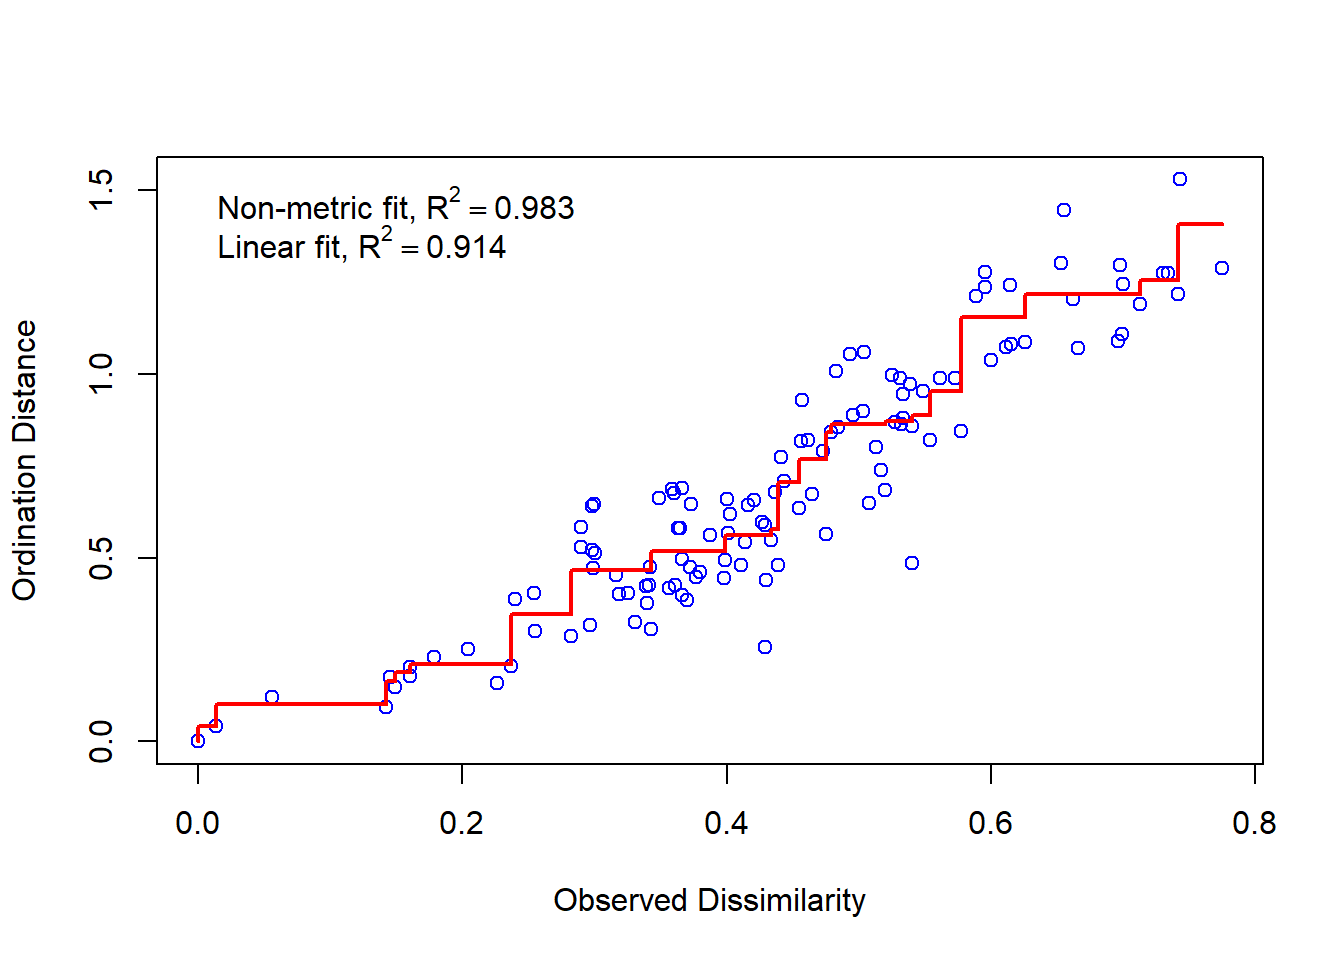 Non-metric fit, R² = 0.983
Linear fit, R² = 0.914
Ordination Distance
1.5
1.0
0.5
0.0
0.0 0.2 0.4 0.6 0.8
Observed Dissimilarity